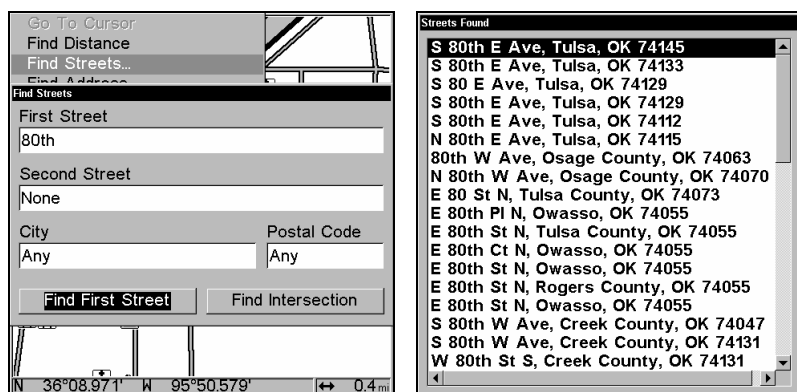 Go To Cursor
Find Distance
Find Streets...
Find Address
Find Streets
First Street
80th
Second Street
None
City
Postal Code
Any
Any
Find First Street
Find Intersection
N 36°08.971' W 95°50.579' ↔ 0.4 mi
Streets Found
S 80th E Ave, Tulsa, OK 74145
S 80th E Ave, Tulsa, OK 74133
S 80 E Ave, Tulsa, OK 74129
S 80th E Ave, Tulsa, OK 74129
S 80th E Ave, Tulsa, OK 74112
N 80th E Ave, Tulsa, OK 74115
80th W Ave, Osage County, OK 74063
N 80th W Ave, Osage County, OK 74070
E 80 St N, Tulsa County, OK 74073
E 80th Pl N, Owasso, OK 74055
E 80th St N, Tulsa County, OK 74055
E 80th Ct N, Owasso, OK 74055
E 80th St N, Owasso, OK 74055
E 80th St N, Rogers County, OK 74055
E 80th St N, Owasso, OK 74055
S 80th W Ave, Creek County, OK 74047
S 80th W Ave, Creek County, OK 74131
W 80th St S, Creek County, OK 74131